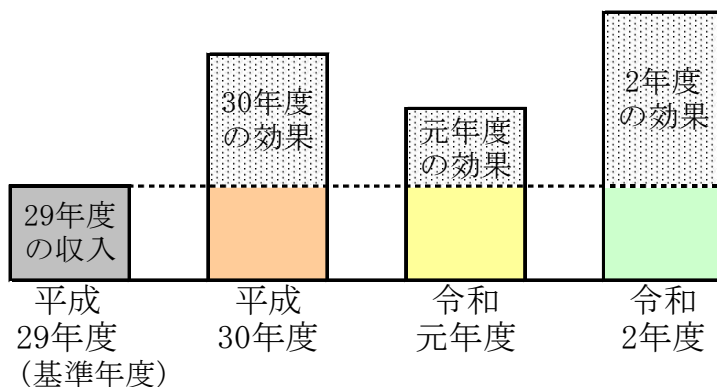 29年度
の収入
30年度
の効果
元年度
の効果
2年度
の効果
平成
29年度
(基準年度)
平成
30年度
令和
元年度
令和
2年度